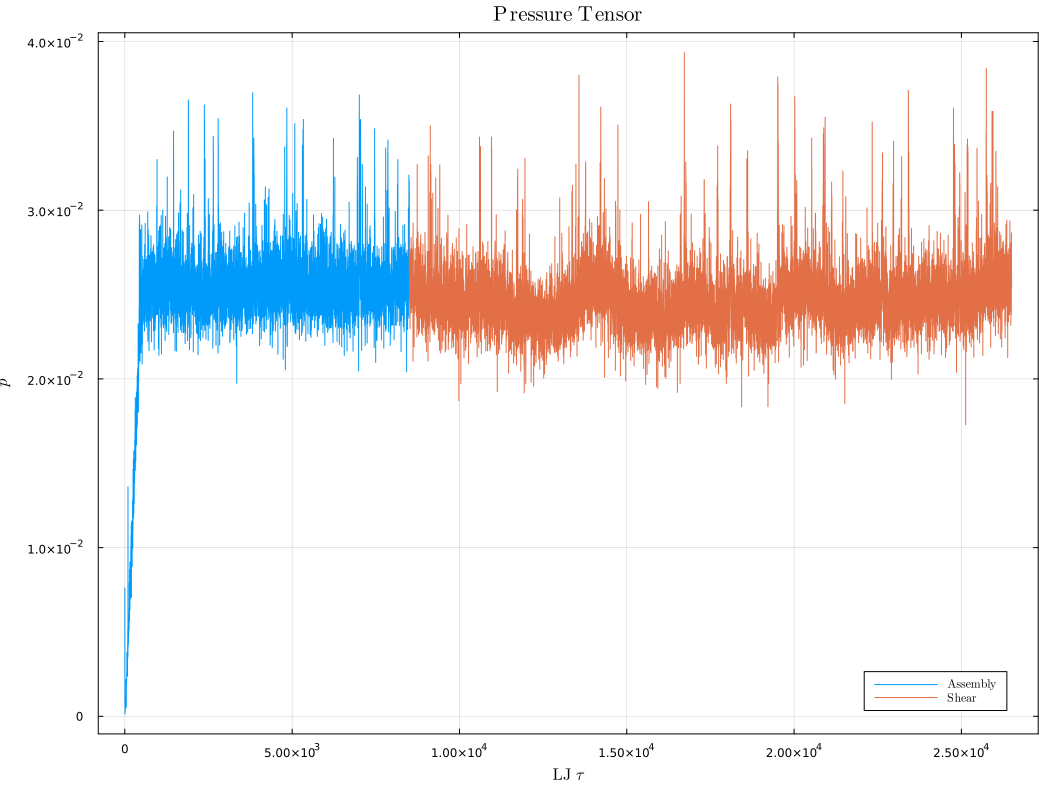 Pressure Tensor
4.0×10⁻²
3.0×10⁻²
2.0×10⁻²
1.0×10⁻²
0
p
Assembly
Shear
0 5.00×10³ 1.00×10⁴ 1.50×10⁴ 2.00×10⁴ 2.50×10⁴
LJ τ